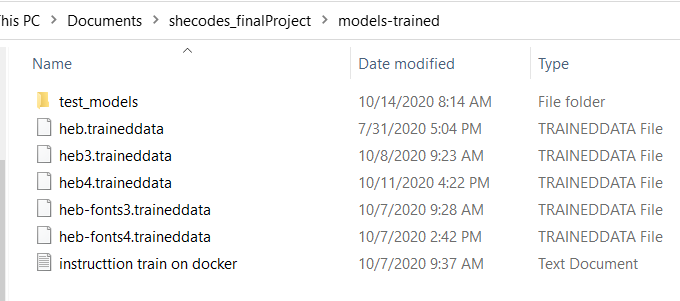 his PC > Documents > shecodes_finalProject > models-trained
Name Date modified Type
test_models 10/14/2020 8:14 AM File folder
heb.traineddata 7/31/2020 5:04 PM TRAINEDDATA File
heb3.traineddata 10/8/2020 9:23 AM TRAINEDDATA File
heb4.traineddata 10/11/2020 4:22 PM TRAINEDDATA File
heb-fonts3.traineddata 10/7/2020 9:28 AM TRAINEDDATA File
heb-fonts4.traineddata 10/7/2020 2:42 PM TRAINEDDATA File
instructtion train on docker 10/7/2020 9:37 AM Text Document